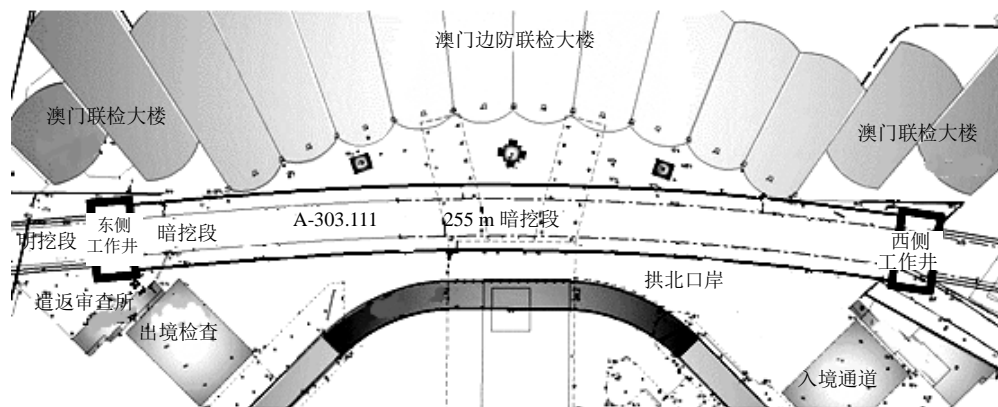 澳门边防联检大楼
澳门联检大楼
澳门联检大楼
A-303.111
255 m 暗挖段
明挖段
东侧
工作井
暗挖段
西侧
工作井
拱北口岸
遣返审查所
出境检查
入境通道